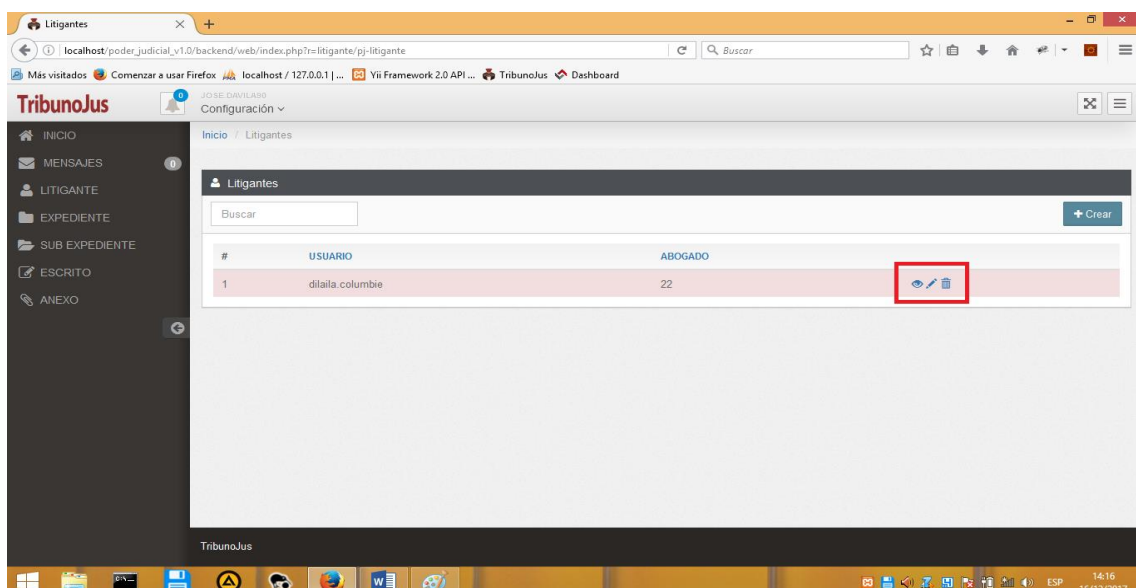 Litigantes
localhost/poder_judicial_v1.0/backend/web/index.php?r=litigante/pj-litigante
Buscar
Más visitados Comenzar a usar Firefox localhost / 127.0.0.1 | ... Yii Framework 2.0 API ... TribunoJus Dashboard
TribunoJus
0
JOSE.DAVILA90
Configuración
INICIO
MENSAJES 0
LITIGANTE
EXPEDIENTE
SUB EXPEDIENTE
ESCRITO
ANEXO
Inicio / Litigantes
Litigantes
Buscar
+ Crear
# USUARIO ABOGADO
1 dilaila.columbie 22
TribunoJus
ESP
14:16